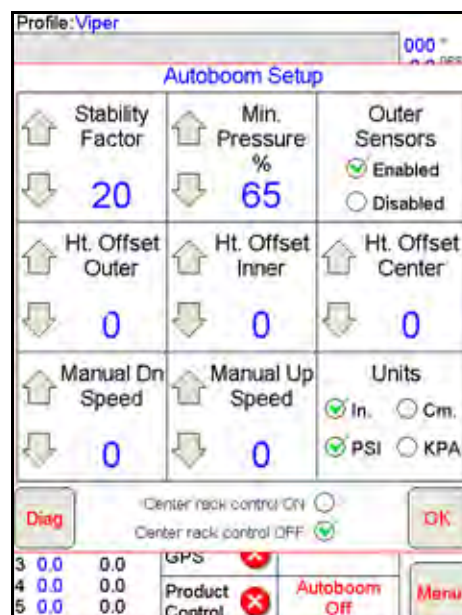 Profile:Viper
000 °
Autoboom Setup
Stability Factor
20
Min. Pressure %
65
Outer Sensors
Enabled
Disabled
Ht. Offset Outer
0
Ht. Offset Inner
0
Ht. Offset Center
0
Manual Dn Speed
0
Manual Up Speed
0
Units
In.
Cm.
PSI
KPA
Diag
Center rack control ON
Center rack control OFF
OK
3 0.0 0.0
4 0.0 0.0
5 0.0 0.0
GPS
Product Control
Autoboom Off
Menu